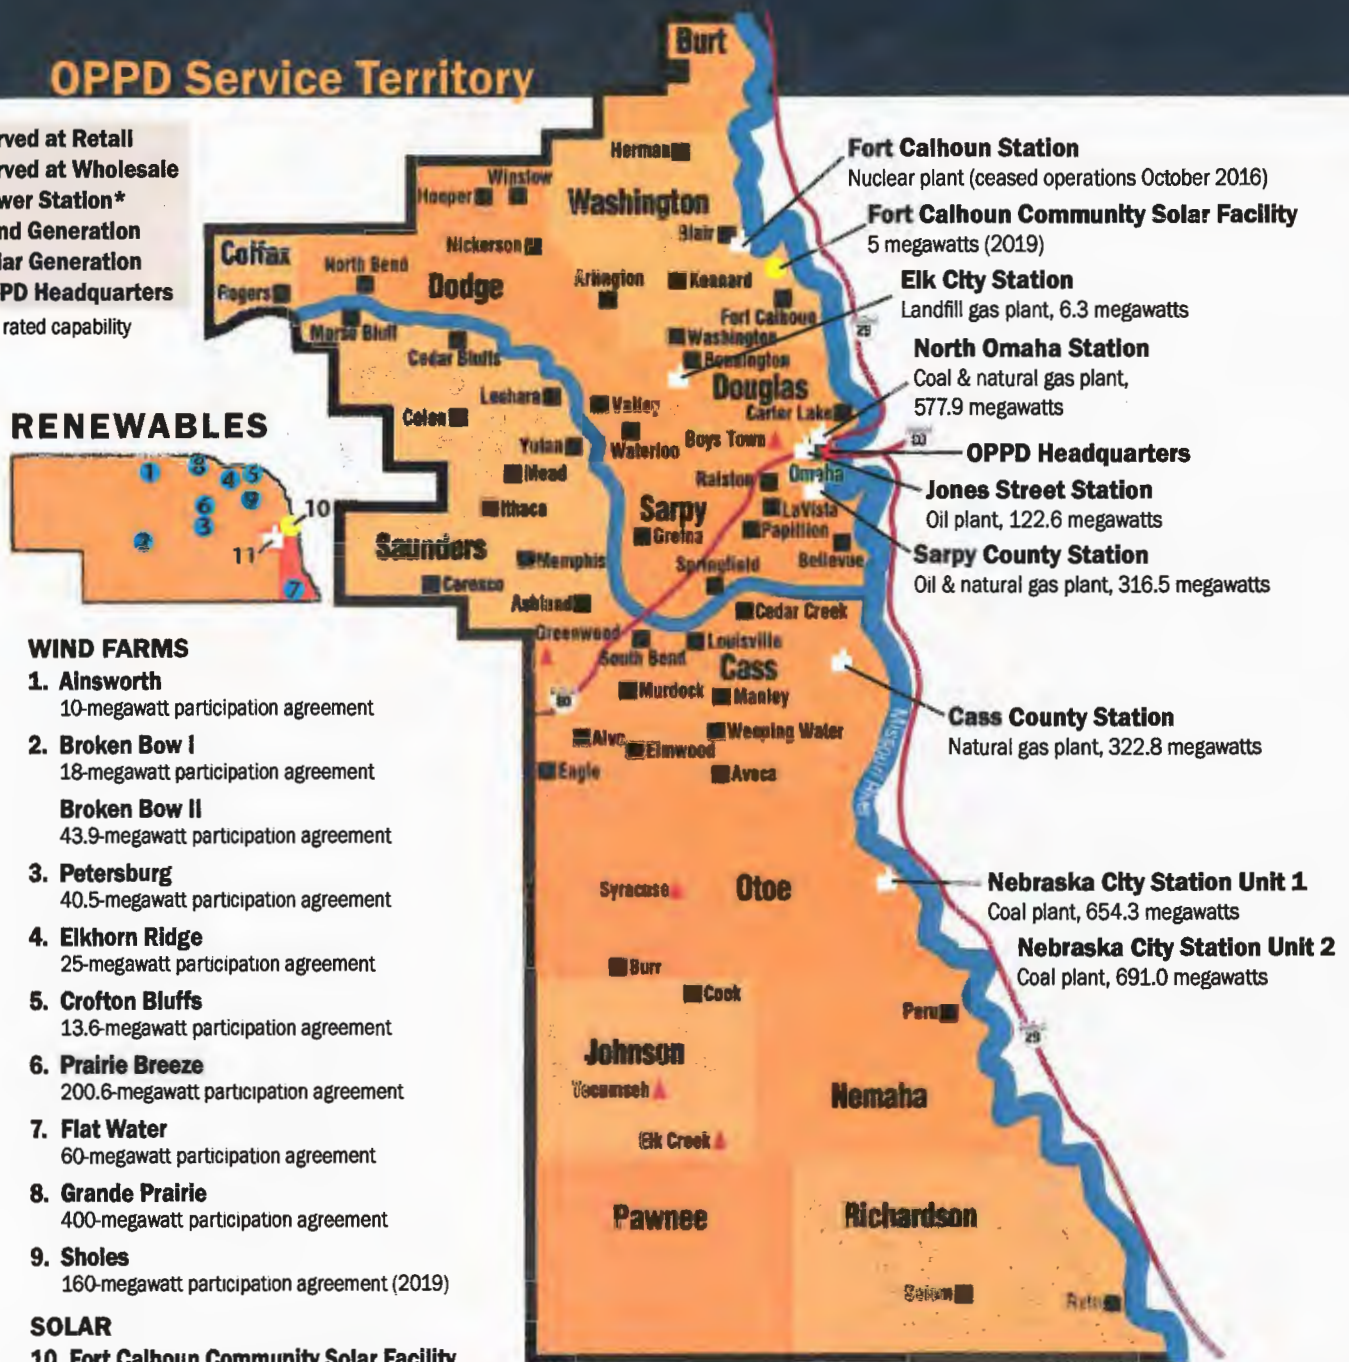 OPPD Service Territory
rved at Retail
rved at Wholesale
wer Station*
nd Generation
lar Generation
PPD Headquarters
rated capability
Burt
Herman
Winslow
Hooper
Washington
Blair
Nickerson
Colfax
North Bend
Dodge
Arlington
Kennard
Rogers
Fort Calhoun
Morse Bluff
Washington
Cedar Bluffs
Bennington
Douglas
Leshara
Valley
Carter Lake
Colon
Boys Town
Yutan
Waterloo
Mead
Ralston
Omaha
Ithaca
Sarpy
LaVista
Gretna
Papillion
Saunders
Memphis
Springfield
Bellevue
Ceresco
Ashland
Cedar Creek
Greenwood
South Bend
Louisville
Cass
Murdock
Manley
80
Alvo
Weeping Water
Elmwood
Eagle
Avoca
Missouri River
Syracuse
Otoe
Burr
Cook
Peru
29
Johnson
Tecumseh
Nemaha
Elk Creek
Pawnee
Richardson
Fort Calhoun Station
Nuclear plant (ceased operations October 2016)
Fort Calhoun Community Solar Facility
5 megawatts (2019)
Elk City Station
Landfill gas plant, 6.3 megawatts
29
North Omaha Station
Coal & natural gas plant,
577.9 megawatts
OPPD Headquarters
Jones Street Station
Oil plant, 122.6 megawatts
Sarpy County Station
Oil & natural gas plant, 316.5 megawatts
Cass County Station
Natural gas plant, 322.8 megawatts
Nebraska City Station Unit 1
Coal plant, 654.3 megawatts
Nebraska City Station Unit 2
Coal plant, 691.0 megawatts
RENEWABLES
1
8
4
5
9
6
3
2
10
11
7
WIND FARMS
1. Ainsworth
10-megawatt participation agreement
2. Broken Bow I
18-megawatt participation agreement
Broken Bow II
43.9-megawatt participation agreement
3. Petersburg
40.5-megawatt participation agreement
4. Elkhorn Ridge
25-megawatt participation agreement
5. Crofton Bluffs
13.6-megawatt participation agreement
6. Prairie Breeze
200.6-megawatt participation agreement
7. Flat Water
60-megawatt participation agreement
8. Grande Prairie
400-megawatt participation agreement
9. Sholes
160-megawatt participation agreement (2019)
SOLAR
10. Fort Calhoun Community Solar Facility